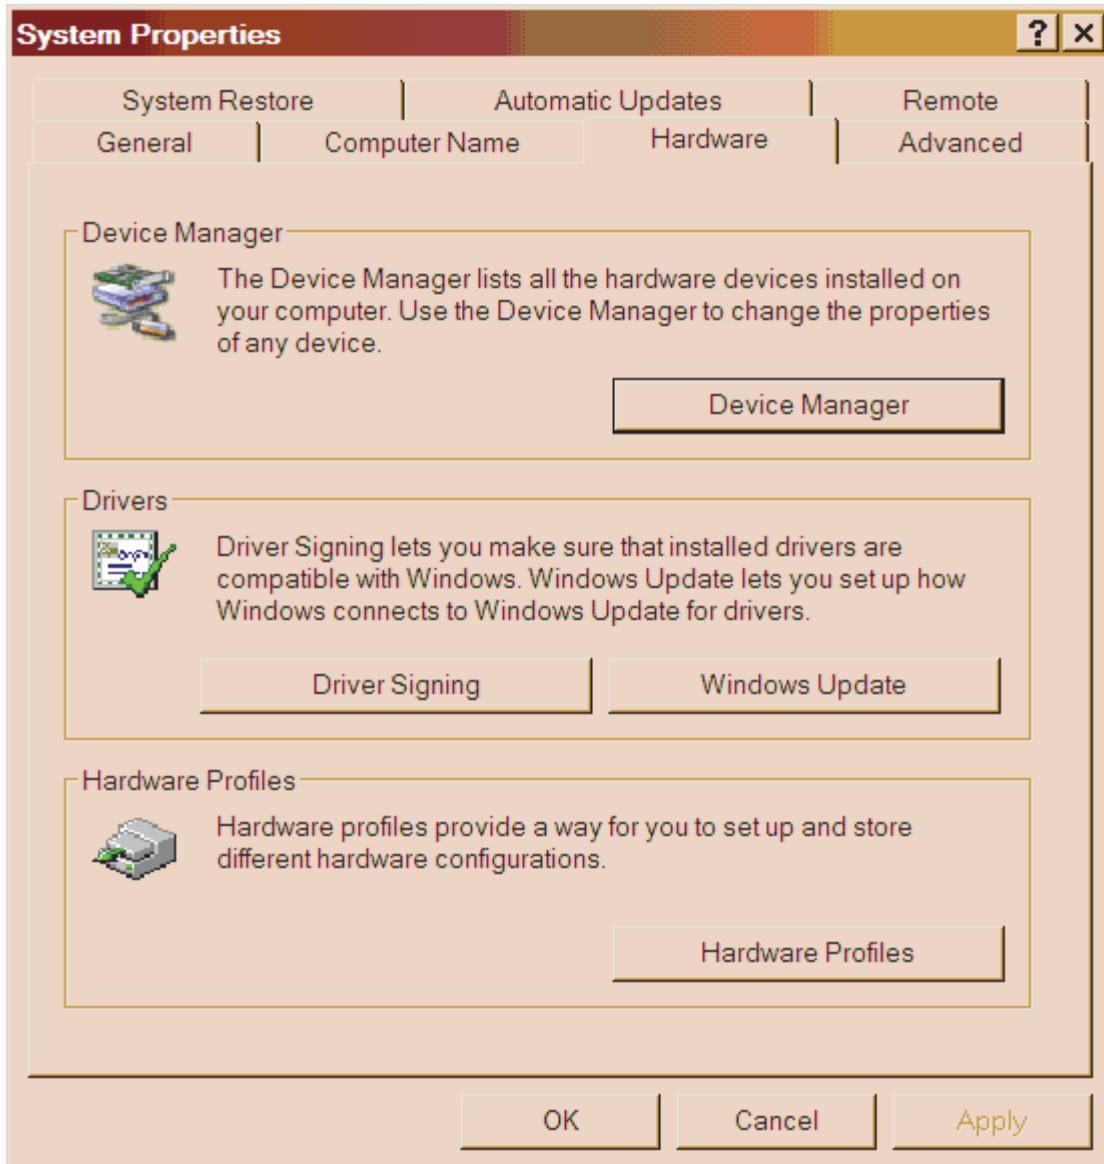 System Properties
System Restore Automatic Updates Remote
General Computer Name Hardware Advanced
Device Manager
The Device Manager lists all the hardware devices installed on
your computer. Use the Device Manager to change the properties
of any device.
Device Manager
Drivers
Driver Signing lets you make sure that installed drivers are
compatible with Windows. Windows Update lets you set up how
Windows connects to Windows Update for drivers.
Driver Signing Windows Update
Hardware Profiles
Hardware profiles provide a way for you to set up and store
different hardware configurations.
Hardware Profiles
OK Cancel Apply